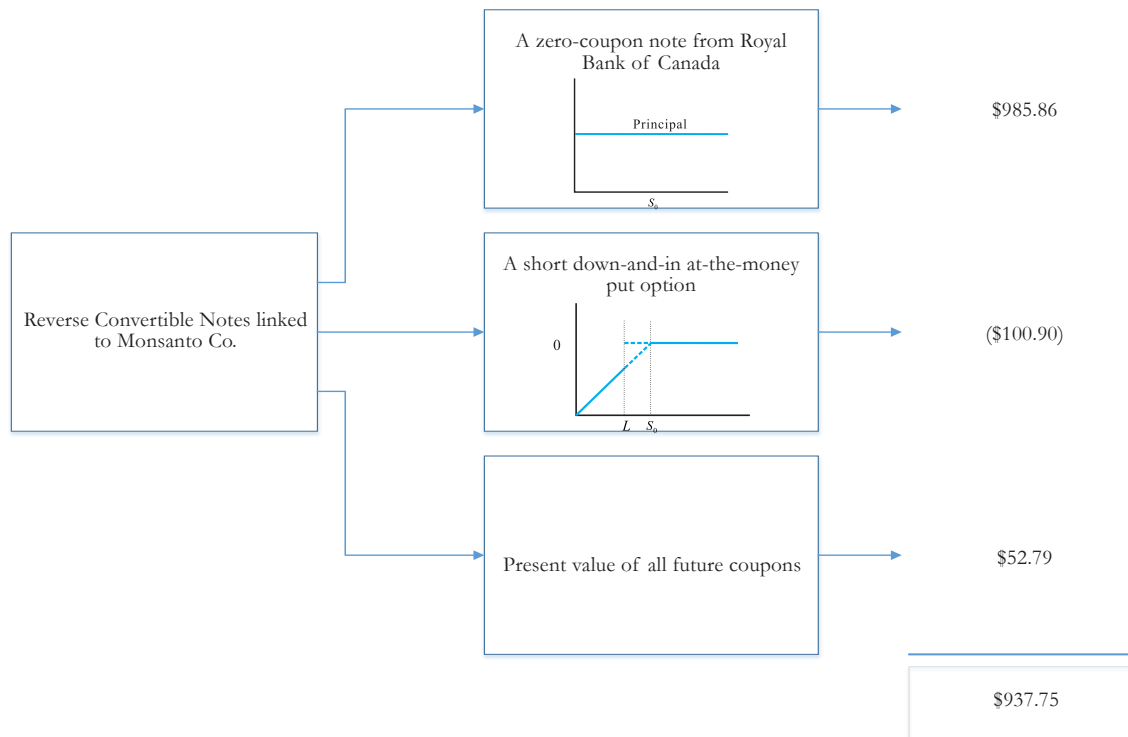 Reverse Convertible Notes linked
to Monsanto Co.
A zero-coupon note from Royal
Bank of Canada
Principal
S₀
$985.86
A short down-and-in at-the-money
put option
0
L
S₀
($100.90)
Present value of all future coupons
$52.79
$937.75